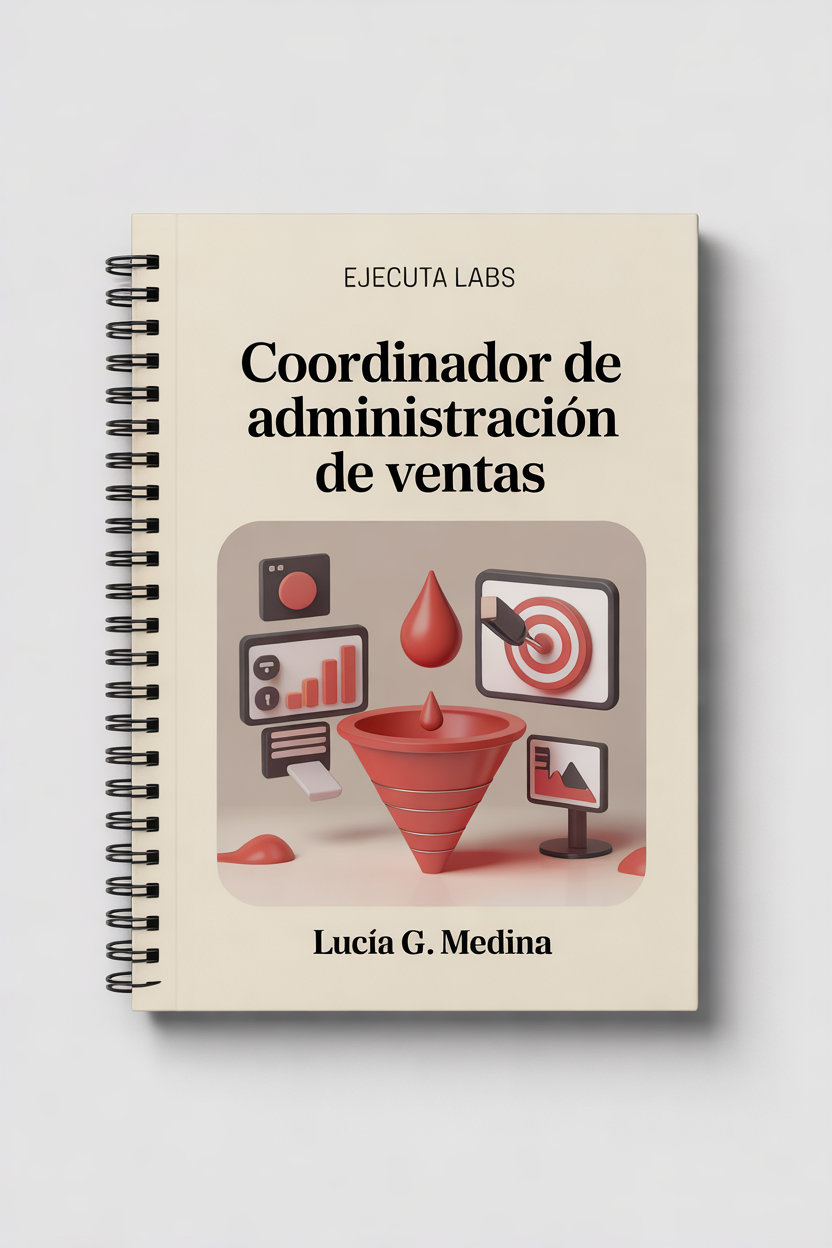 EJECUTA LABS
Coordinador de
administración
de ventas
Lucía G. Medina